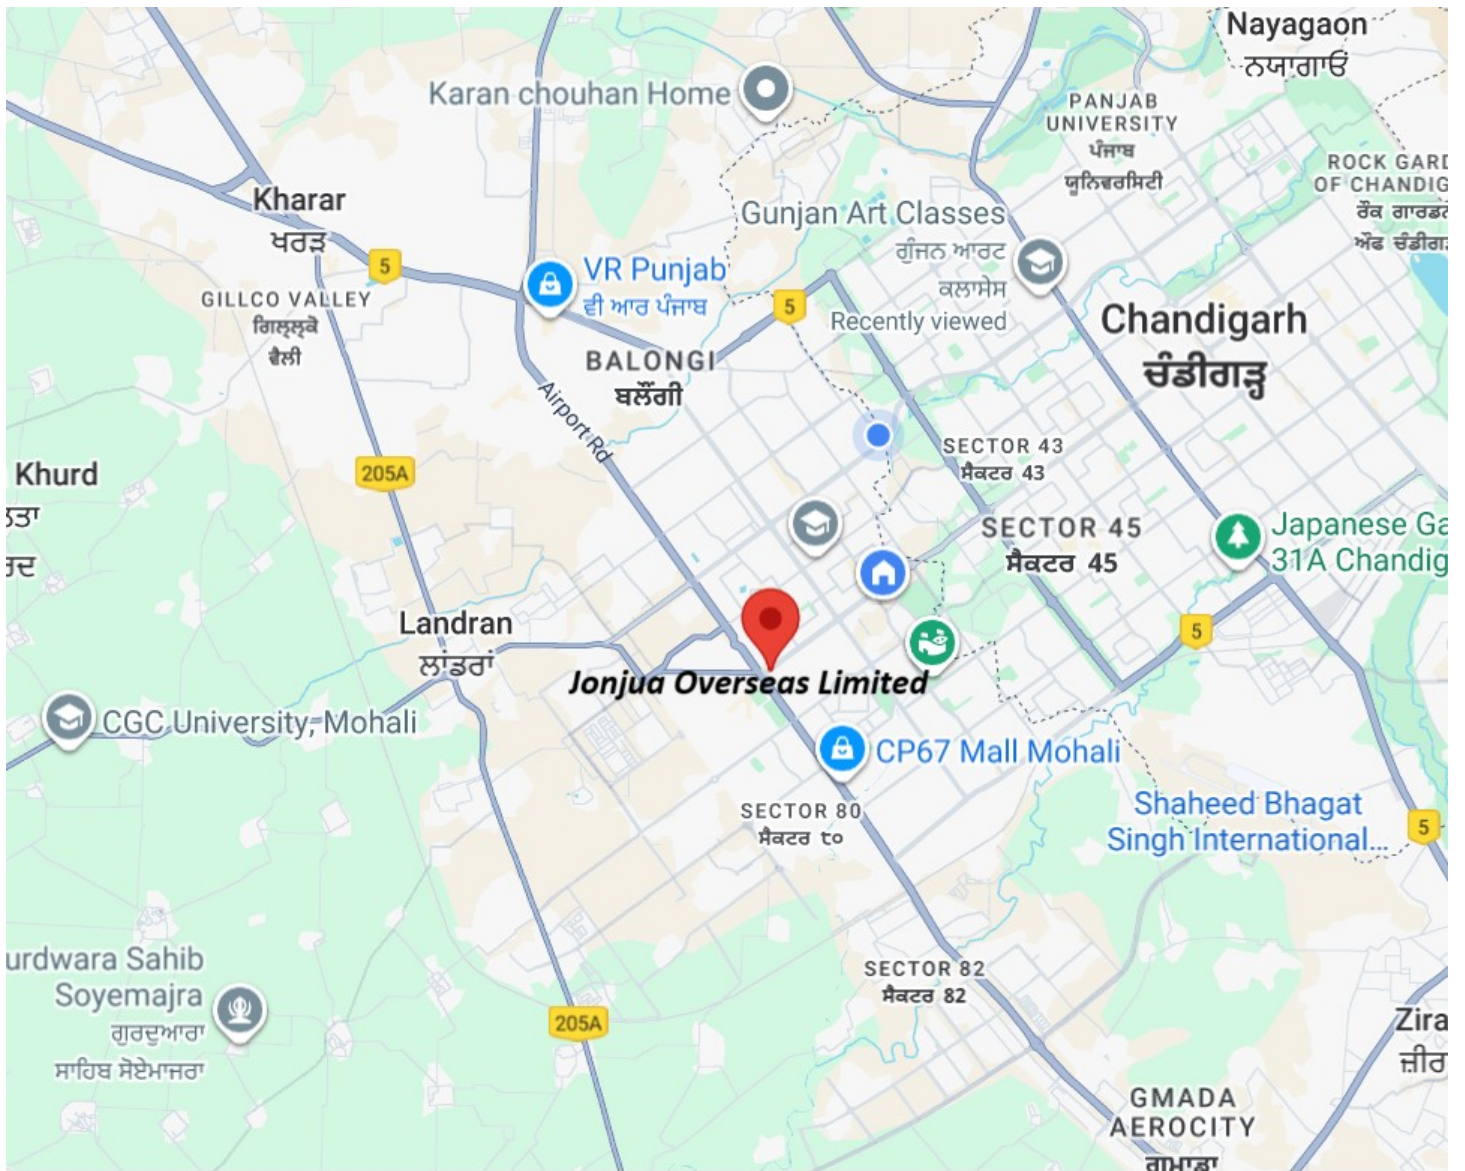 Nayagaon
ਨਯਾਗਾਓਂ
Karan chouhan Home
PANJAB
UNIVERSITY
ਪੰਜਾਬ
ਯੂਨਿਵਰਸਿਟੀ
ROCK GARD
OF CHANDIG
ਰੌਕ ਗਾਰਡਨ
ਔਫ ਚੰਡੀਗੜ
Kharar
ਖਰੜ
Gunjan Art Classes
ਗੁੰਜਨ ਆਰਟ
ਕਲਾਸੇਸ
Recently viewed
5
VR Punjab
ਵੀ ਆਰ ਪੰਜਾਬ
GILLCO VALLEY
ਗਿਲ੍ਲ੍ਕੋ
ਵੈਲੀ
5
Chandigarh
ਚੰਡੀਗੜ੍ਹ
BALONGI
ਬਲੌਂਗੀ
Airport Rd
SECTOR 43
ਸੈਕਟਰ 43
Khurd
205A
SECTOR 45
ਸੈਕਟਰ 45
Japanese Ga
31A Chandig
Landran
ਲਾਂਡਰਾਂ
5
Jonjua Overseas Limited
CGC University, Mohali
CP67 Mall Mohali
SECTOR 80
ਸੈਕਟਰ ੮੦
Shaheed Bhagat
Singh International...
5
urdwara Sahib
Soyemajra
ਗੁਰਦੁਆਰਾ
ਸਾਹਿਬ ਸੋਏਮਾਜਰਾ
SECTOR 82
ਸੈਕਟਰ 82
205A
Zira
ਜ਼ੀਰ
GMADA
AEROCITY
ਗਮਾਡਾ